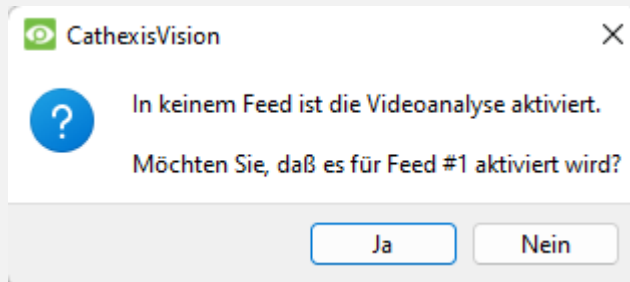 CathexisVision
In keinem Feed ist die Videoanalyse aktiviert.
Möchten Sie, daß es für Feed #1 aktiviert wird?
Ja
Nein